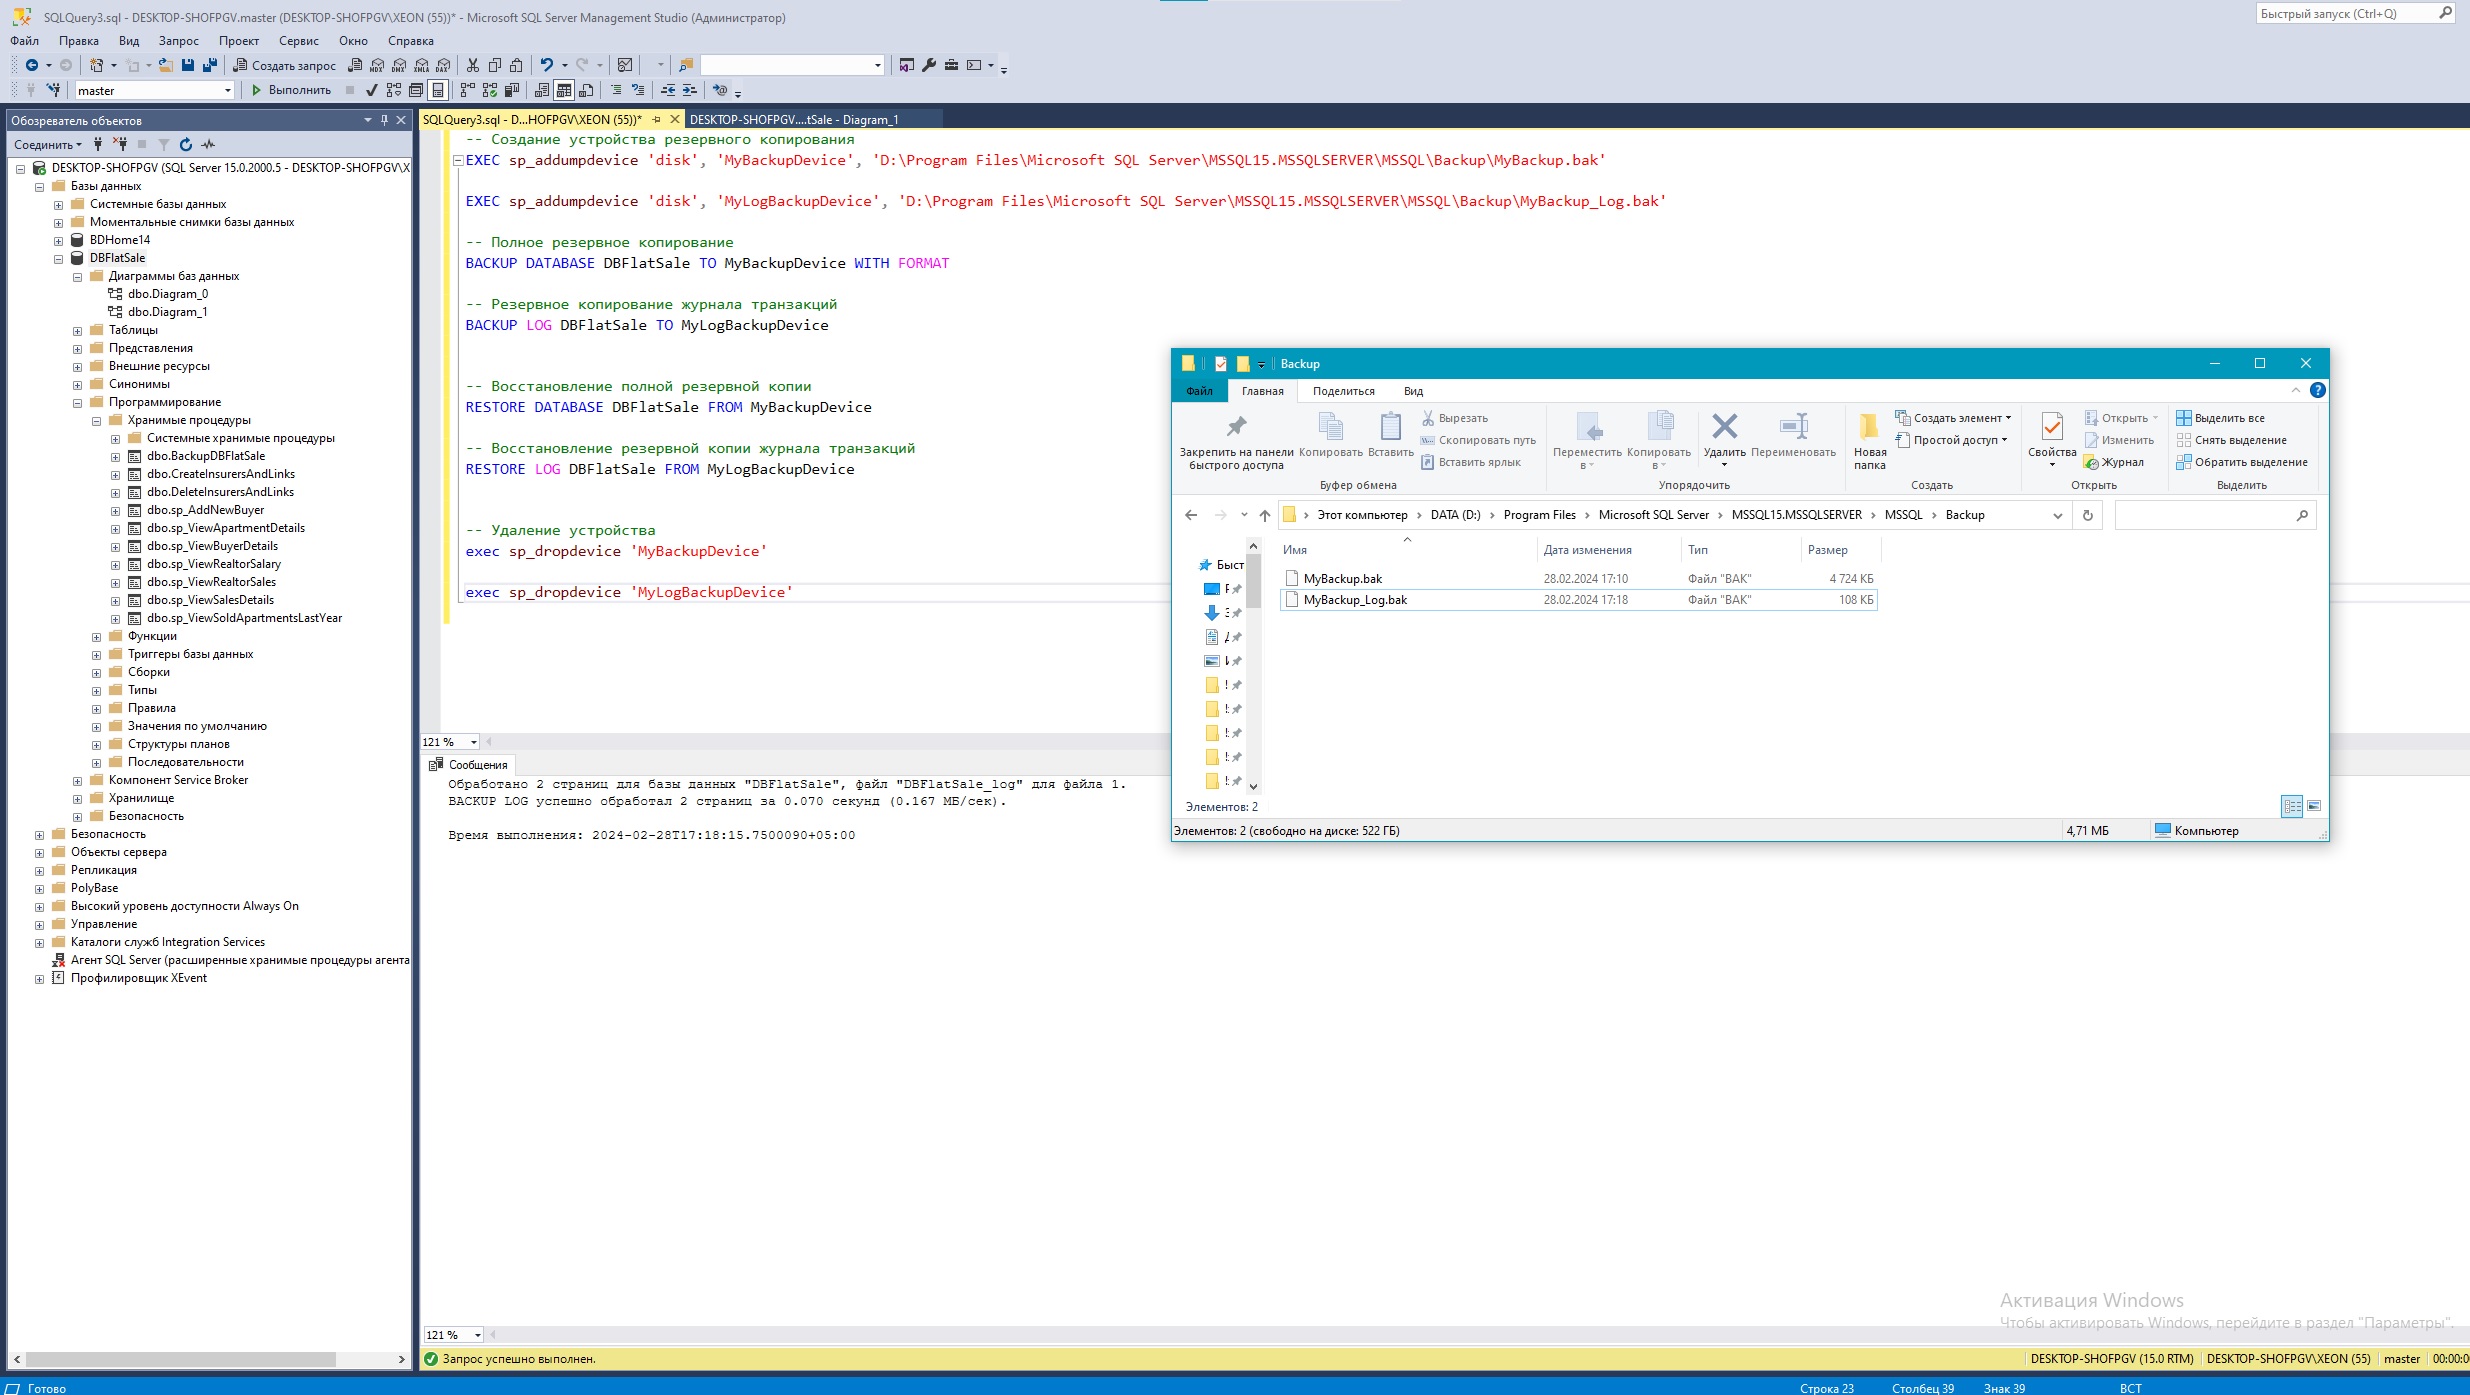 SQLQuery3.sql - DESKTOP-SHOFPGV.master (DESKTOP-SHOFPGV\XEON (55))* - Microsoft SQL Server Management Studio (Администратор)
Быстрый запуск (Ctrl+Q)
Файл Правка Вид Запрос Проект Сервис Окно Справка
Создать запрос
master Выполнить
Обозреватель объектов
Соединить
DESKTOP-SHOFPGV (SQL Server 15.0.2000.5 - DESKTOP-SHOFPGV\X
Базы данных
Системные базы данных
Моментальные снимки базы данных
BDHome14
DBFlatSale
Диаграммы баз данных
dbo.Diagram_0
dbo.Diagram_1
Таблицы
Представления
Внешние ресурсы
Синонимы
Программирование
Хранимые процедуры
Системные хранимые процедуры
dbo.BackupDBFlatSale
dbo.CreateInsurersAndLinks
dbo.DeleteInsurersAndLinks
dbo.sp_AddNewBuyer
dbo.sp_ViewApartmentDetails
dbo.sp_ViewBuyerDetails
dbo.sp_ViewRealtorSalary
dbo.sp_ViewRealtorSales
dbo.sp_ViewSalesDetails
dbo.sp_ViewSoldApartmentsLastYear
Функции
Триггеры базы данных
Сборки
Типы
Правила
Значения по умолчанию
Структуры планов
Последовательности
Компонент Service Broker
Хранилище
Безопасность
Безопасность
Объекты сервера
Репликация
PolyBase
Высокий уровень доступности Always On
Управление
Каталоги служб Integration Services
Агент SQL Server (расширенные хранимые процедуры агента
Профилировщик XEvent
SQLQuery3.sql - D...HOFPGV\XEON (55))* DESKTOP-SHOFPGV....tSale - Diagram_1
-- Создание устройства резервного копирования
EXEC sp_addumpdevice 'disk', 'MyBackupDevice', 'D:\Program Files\Microsoft SQL Server\MSSQL15.MSSQLSERVER\MSSQL\Backup\MyBackup.bak'
EXEC sp_addumpdevice 'disk', 'MyLogBackupDevice', 'D:\Program Files\Microsoft SQL Server\MSSQL15.MSSQLSERVER\MSSQL\Backup\MyBackup_Log.bak'
-- Полное резервное копирование
BACKUP DATABASE DBFlatSale TO MyBackupDevice WITH FORMAT
-- Резервное копирование журнала транзакций
BACKUP LOG DBFlatSale TO MyLogBackupDevice
-- Восстановление полной резервной копии
RESTORE DATABASE DBFlatSale FROM MyBackupDevice
-- Восстановление резервной копии журнала транзакций
RESTORE LOG DBFlatSale FROM MyLogBackupDevice
-- Удаление устройства
exec sp_dropdevice 'MyBackupDevice'
exec sp_dropdevice 'MyLogBackupDevice'
121 %
Сообщения
Обработано 2 страниц для базы данных "DBFlatSale", файл "DBFlatSale_log" для файла 1.
BACKUP LOG успешно обработал 2 страниц за 0.070 секунд (0.167 МБ/сек).
Время выполнения: 2024-02-28T17:18:15.7500090+05:00
Backup
Файл Главная Поделиться Вид
Закрепить на панели быстрого доступа
Копировать
Вставить
Вырезать
Скопировать путь
Вставить ярлык
Буфер обмена
Переместить в
Копировать в
Удалить
Переименовать
Упорядочить
Новая папка
Создать элемент
Простой доступ
Создать
Свойства
Открыть
Изменить
Журнал
Открыть
Выделить все
Снять выделение
Обратить выделение
Выделить
Этот компьютер DATA (D:) Program Files Microsoft SQL Server MSSQL15.MSSQLSERVER MSSQL Backup
Быст
Имя Дата изменения Тип Размер
MyBackup.bak 28.02.2024 17:10 Файл "BAK" 4 724 КБ
MyBackup_Log.bak 28.02.2024 17:18 Файл "BAK" 108 КБ
Элементов: 2
Элементов: 2 (свободно на диске: 522 ГБ) 4,71 МБ Компьютер
Активация Windows
Чтобы активировать Windows, перейдите в раздел "Параметры".
121 %
Запрос успешно выполнен. DESKTOP-SHOFPGV (15.0 RTM) DESKTOP-SHOFPGV\XEON (55) master 00:00:0
Готово Строка 23 Столбец 39 Знак 39 ВСТ